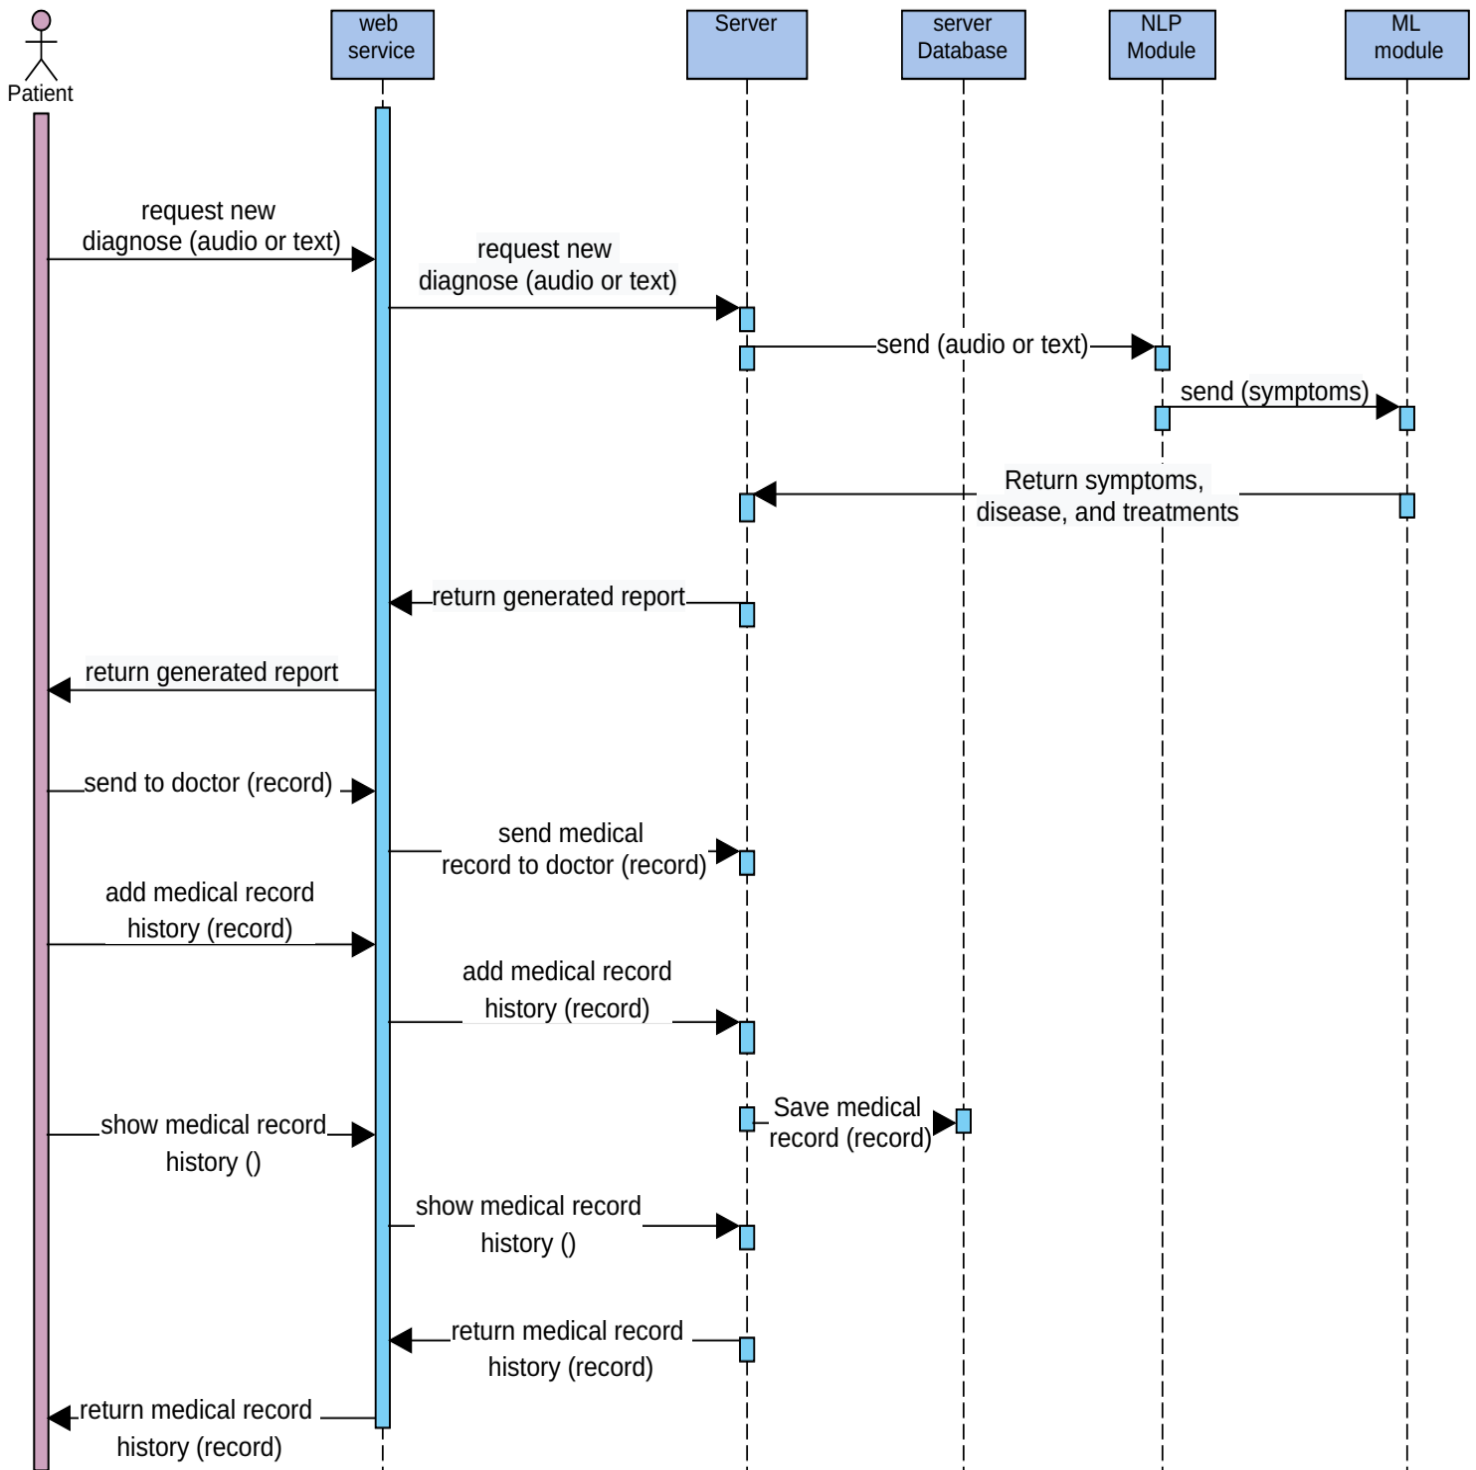 web
service
Server
server
Database
NLP
Module
ML
module
Patient
request new
diagnose (audio or text)
request new
diagnose (audio or text)
send (audio or text)
send (symptoms)
Return symptoms,
disease, and treatments
return generated report
return generated report
send to doctor (record)
send medical
record to doctor (record)
add medical record
history (record)
add medical record
history (record)
Save medical
record (record)
show medical record
history ()
show medical record
history ()
return medical record
history (record)
return medical record
history (record)